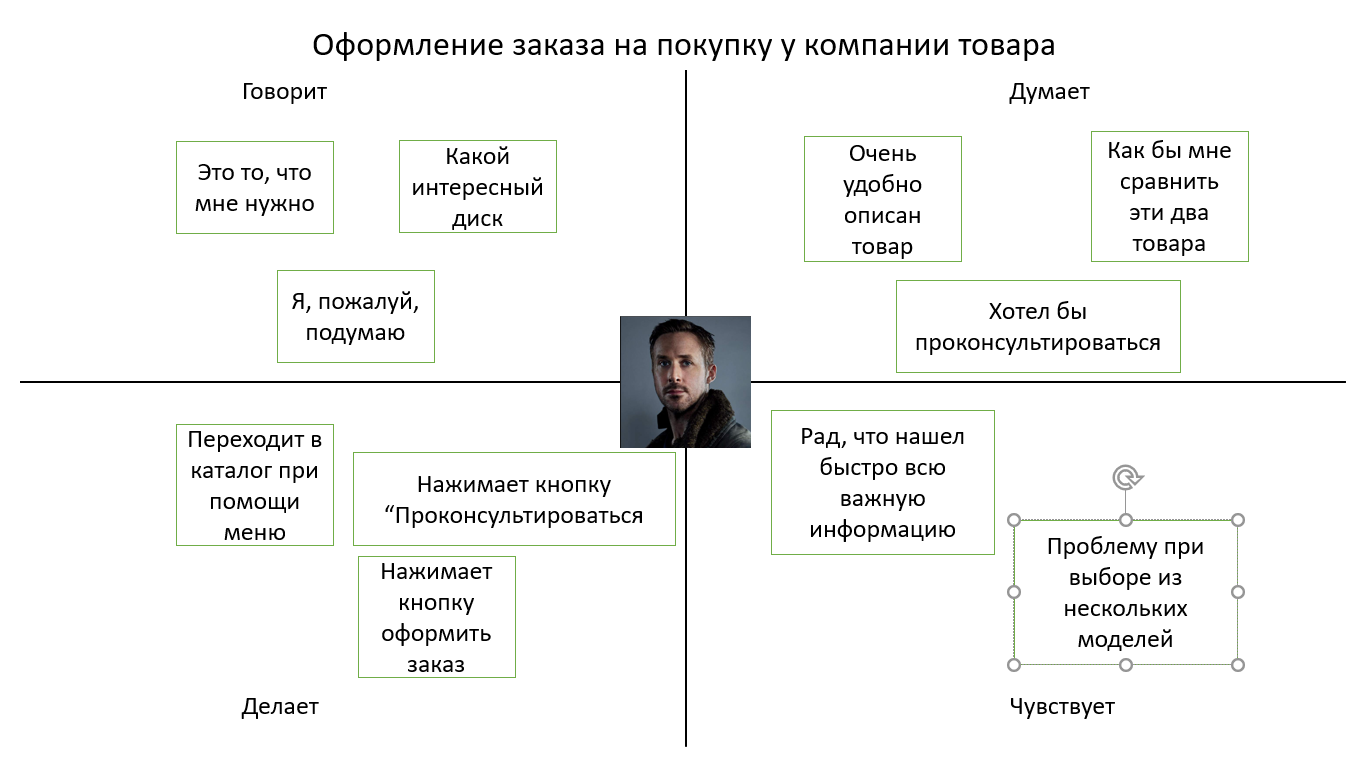 Оформление заказа на покупку у компании товара
Говорит
Это то, что
мне нужно
Какой
интересный
диск
Я, пожалуй,
подумаю
Думает
Очень
удобно
описан
товар
Как бы мне
сравнить
эти два
товара
Хотел бы
проконсультироваться
Переходит в
каталог при
помощи
меню
Нажимает кнопку
“Проконсультироваться
Нажимает
кнопку
оформить
заказ
Делает
Рад, что нашел
быстро всю
важную
информацию
Проблему при
выборе из
нескольких
моделей
Чувствует